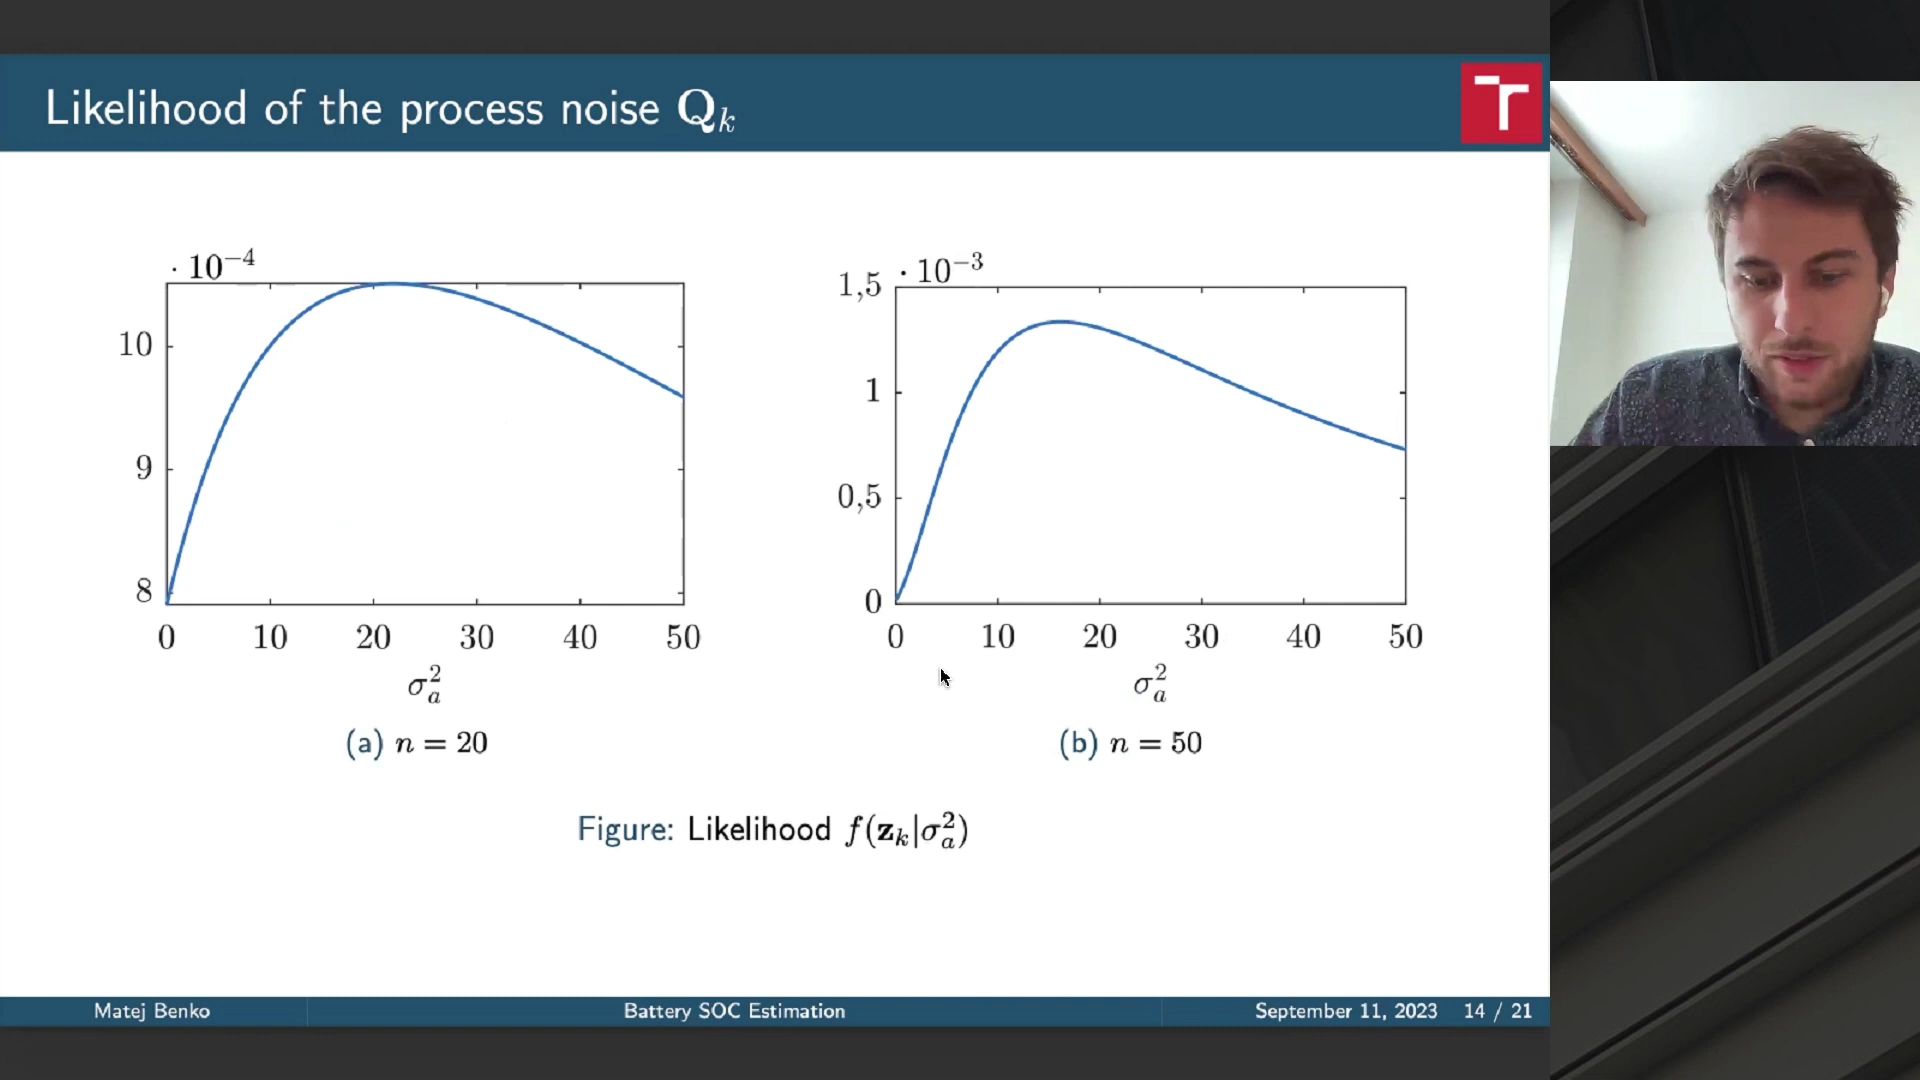 Likelihood of the process noise Q_k
· 10^−4
10
9
8
0 10 20 30 40 50
σ_a^2
(a) n = 20
1,5 · 10^−3
1
0,5
0
0 10 20 30 40 50
σ_a^2
(b) n = 50
Figure: Likelihood f(z_k|σ_a^2)
Matej Benko Battery SOC Estimation September 11, 2023 14 / 21